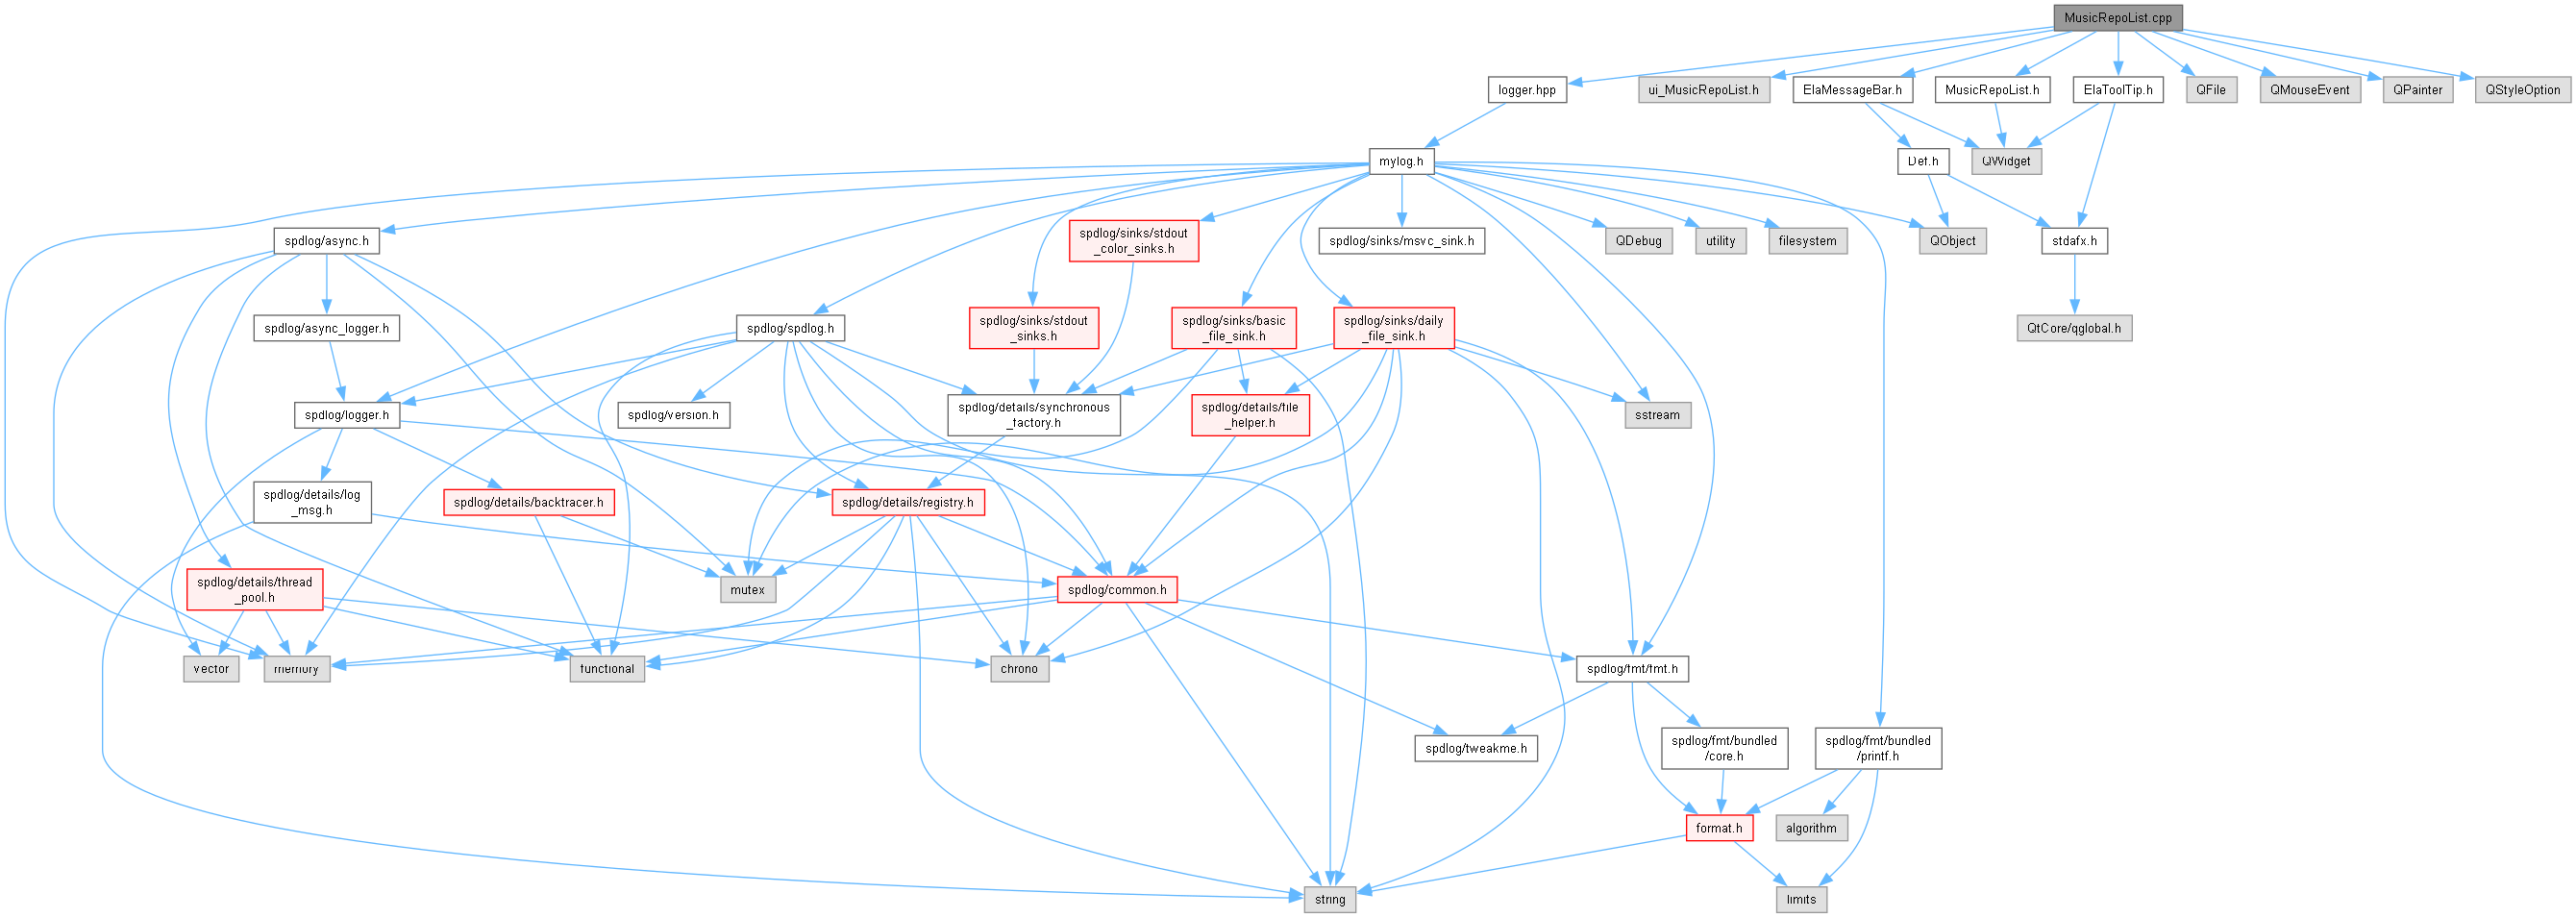 MusicRepoList.cpp
logger.hpp
ui_MusicRepoList.h
ElaMessageBar.h
MusicRepoList.h
ElaToolTip.h
QFile
QMouseEvent
QPainter
QStyleOption
mylog.h
Def.h
QWidget
spdlog/async.h
spdlog/sinks/stdout
_color_sinks.h
spdlog/sinks/msvc_sink.h
QDebug
utility
filesystem
QObject
stdafx.h
spdlog/async_logger.h
spdlog/spdlog.h
spdlog/sinks/stdout
_sinks.h
spdlog/sinks/basic
_file_sink.h
spdlog/sinks/daily
_file_sink.h
QtCore/qglobal.h
spdlog/logger.h
spdlog/version.h
spdlog/details/synchronous
_factory.h
spdlog/details/file
_helper.h
sstream
spdlog/details/log
_msg.h
spdlog/details/backtracer.h
spdlog/details/registry.h
spdlog/details/thread
_pool.h
mutex
spdlog/common.h
vector
memory
functional
chrono
spdlog/fmt/fmt.h
spdlog/tweakme.h
spdlog/fmt/bundled
/core.h
spdlog/fmt/bundled
/printf.h
format.h
algorithm
string
limits